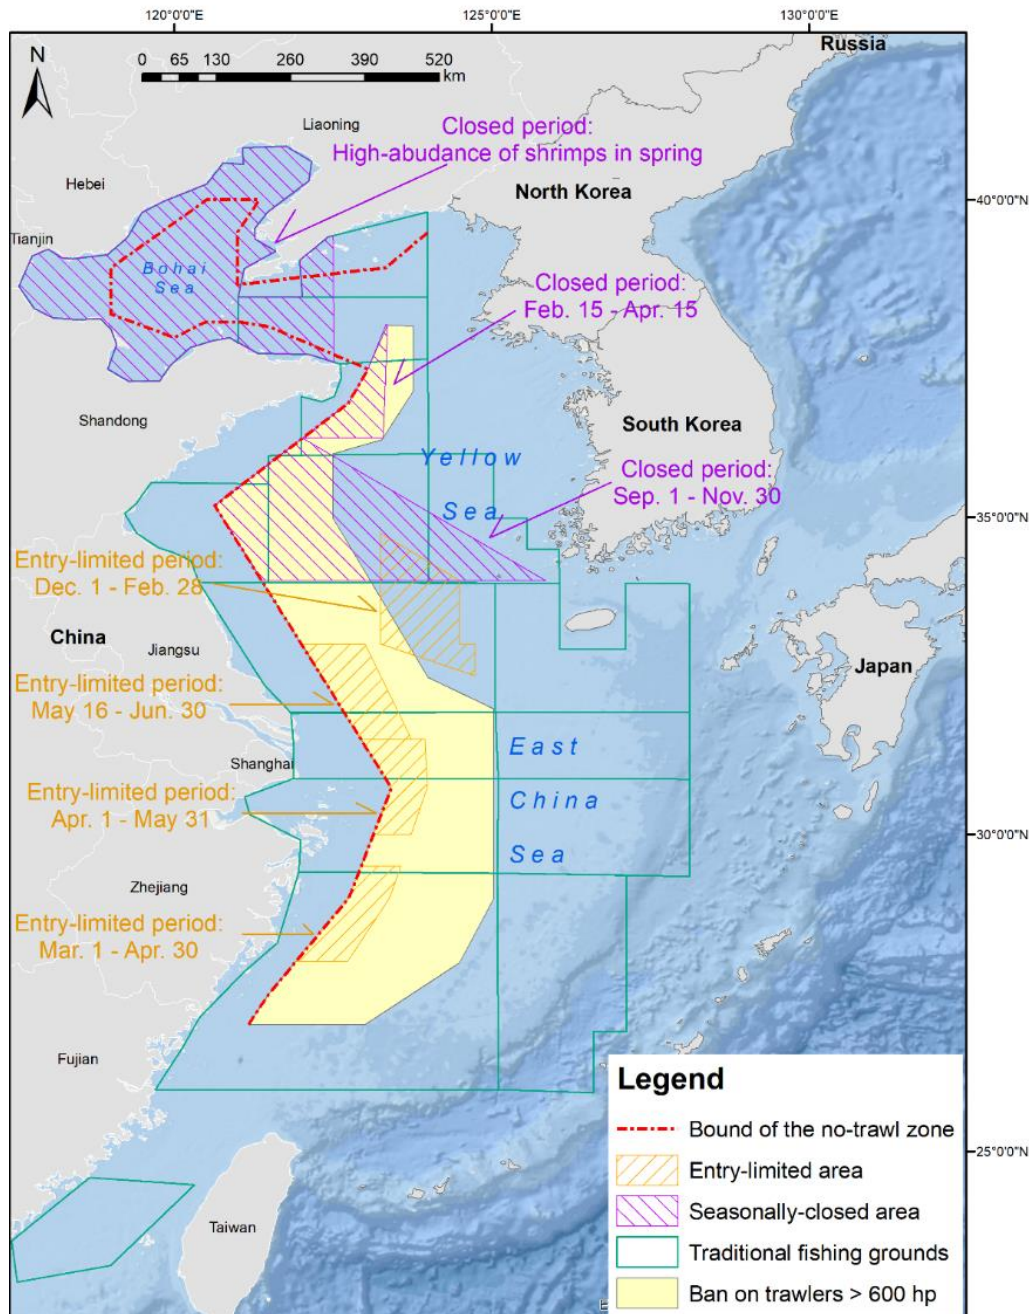 120°0'0"E 125°0'0"E 130°0'0"E
Russia
N
0 65 130 260 390 520
km
Liaoning
Closed period:
High-abudance of shrimps in spring
Hebei
North Korea
40°0'0"N
Tianjin
Bohai
Sea
Closed period:
Feb. 15 - Apr. 15
Shandong
South Korea
Yellow
Sea
Closed period:
Sep. 1 - Nov. 30
35°0'0"N
Entry-limited period:
Dec. 1 - Feb. 28
China
Jiangsu
Japan
Entry-limited period:
May 16 - Jun. 30
East
China
Sea
Shanghai
Entry-limited period:
Apr. 1 - May 31
30°0'0"N
Zhejiang
Entry-limited period:
Mar. 1 - Apr. 30
Fujian
25°0'0"N
Taiwan
Legend
Bound of the no-trawl zone
Entry-limited area
Seasonally-closed area
Traditional fishing grounds
Ban on trawlers > 600 hp